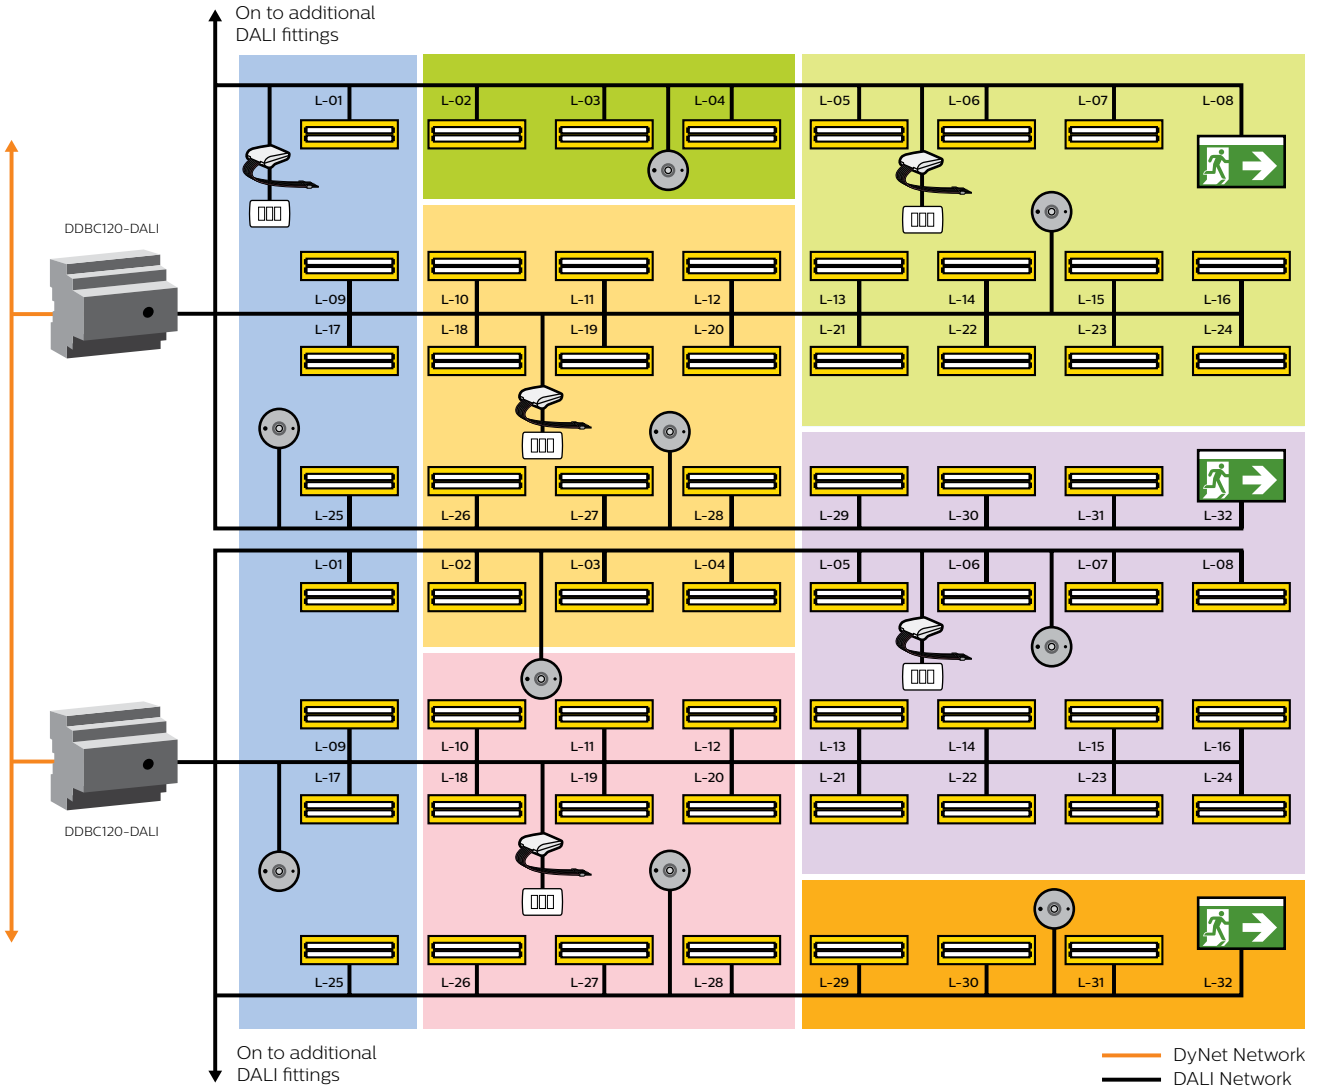 On to additional
DALI fittings
L-01
L-02
L-03
L-04
L-05
L-06
L-07
L-08
DDBC120-DALI
L-09
L-10
L-11
L-12
L-13
L-14
L-15
L-16
L-17
L-18
L-19
L-20
L-21
L-22
L-23
L-24
L-25
L-26
L-27
L-28
L-29
L-30
L-31
L-32
L-01
L-02
L-03
L-04
L-05
L-06
L-07
L-08
L-09
L-10
L-11
L-12
L-13
L-14
L-15
L-16
L-17
L-18
L-19
L-20
L-21
L-22
L-23
L-24
DDBC120-DALI
L-25
L-26
L-27
L-28
L-29
L-30
L-31
L-32
On to additional
DALI fittings
DyNet Network
DALI Network